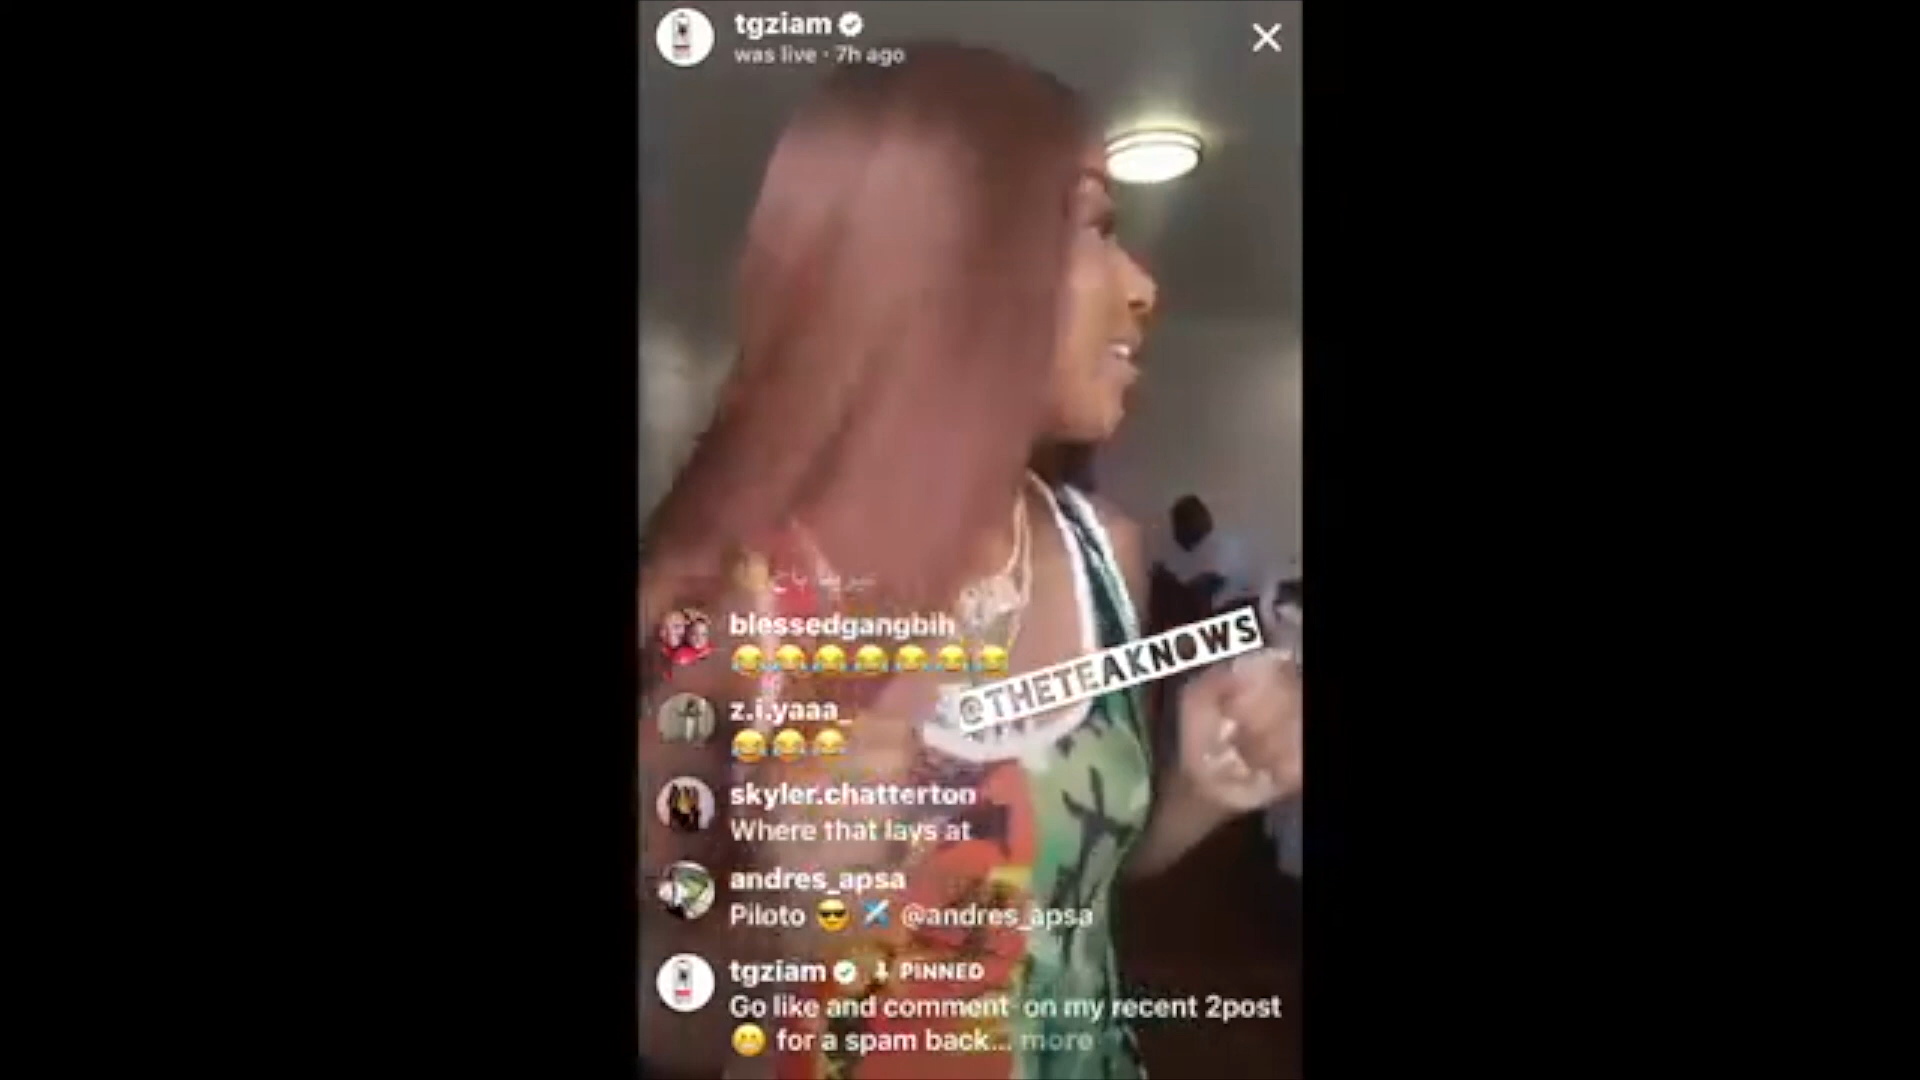 tgziam
was live · 7h ago
blessedgangbih
😂😂😂😂😂😂😂
@THETEAKNOWS
z.i.yaaa_
😂😂😂
skyler.chatterton
Where that lays at
andres_apsa
Piloto 😎 ✈️ @andres_apsa
tgziam PINNED
Go like and comment on my recent 2post
😬 for a spam back... more